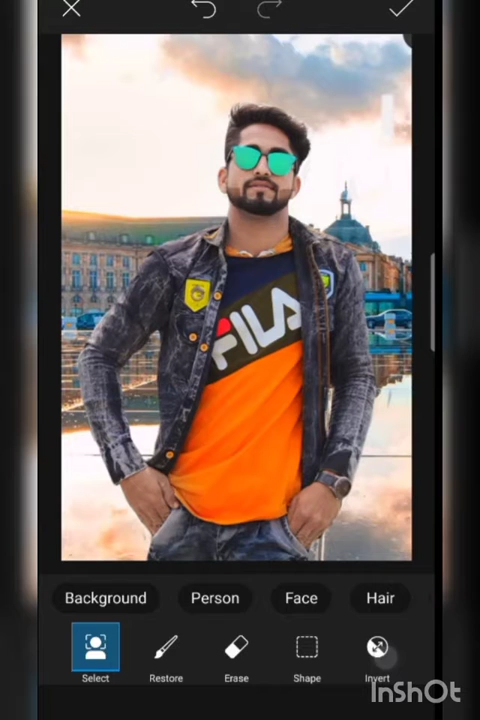 FILA
Background Person Face Hair
Select Restore Erase Shape Invert
InShOt